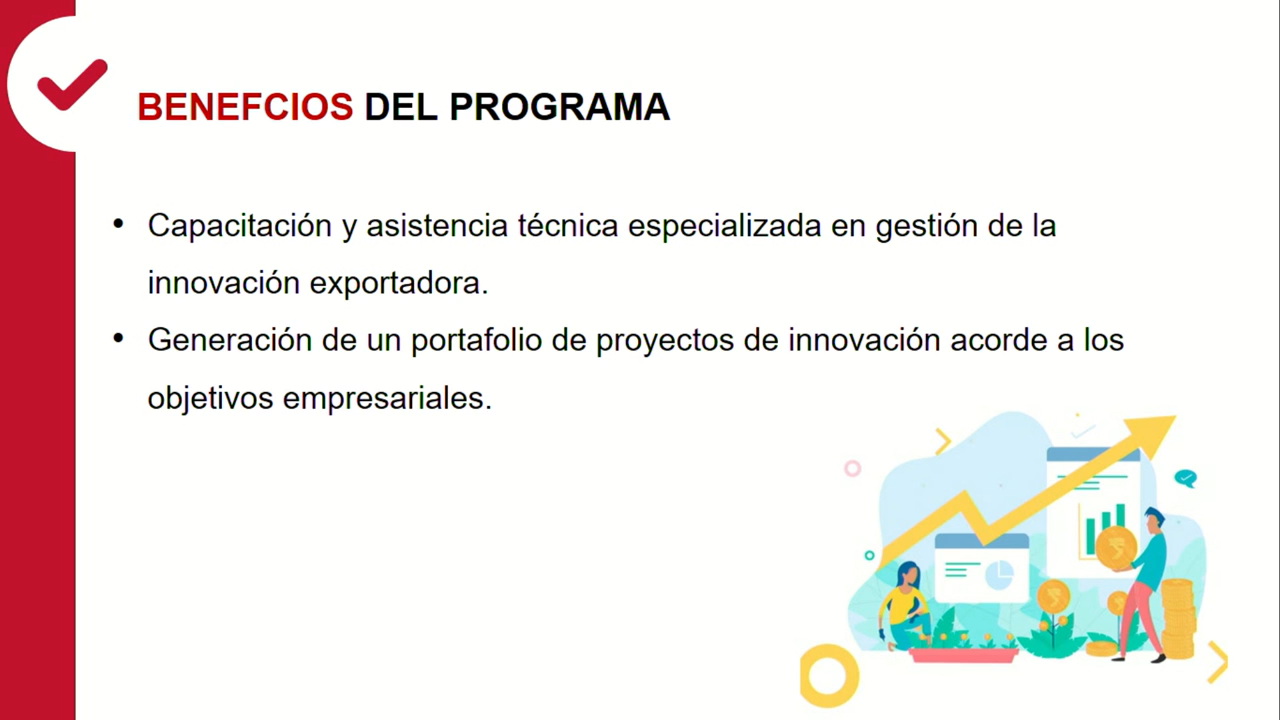 BENEFCIOS DEL PROGRAMA
• Capacitación y asistencia técnica especializada en gestión de la
innovación exportadora.
• Generación de un portafolio de proyectos de innovación acorde a los
objetivos empresariales.